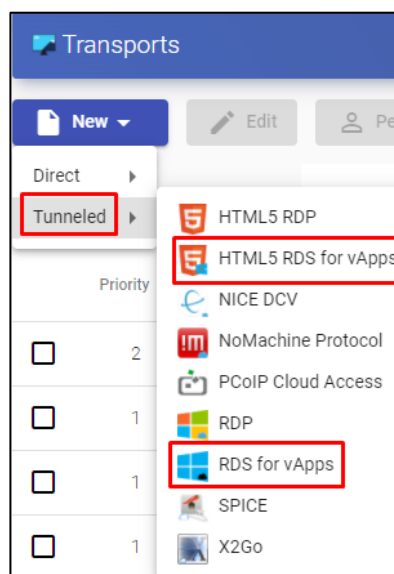 Transports
New
Edit
Pe
Direct
Tunneled
HTML5 RDP
HTML5 RDS for vApps
NICE DCV
Priority
NoMachine Protocol
2
PCoIP Cloud Access
1
RDP
RDS for vApps
1
SPICE
X2Go
1